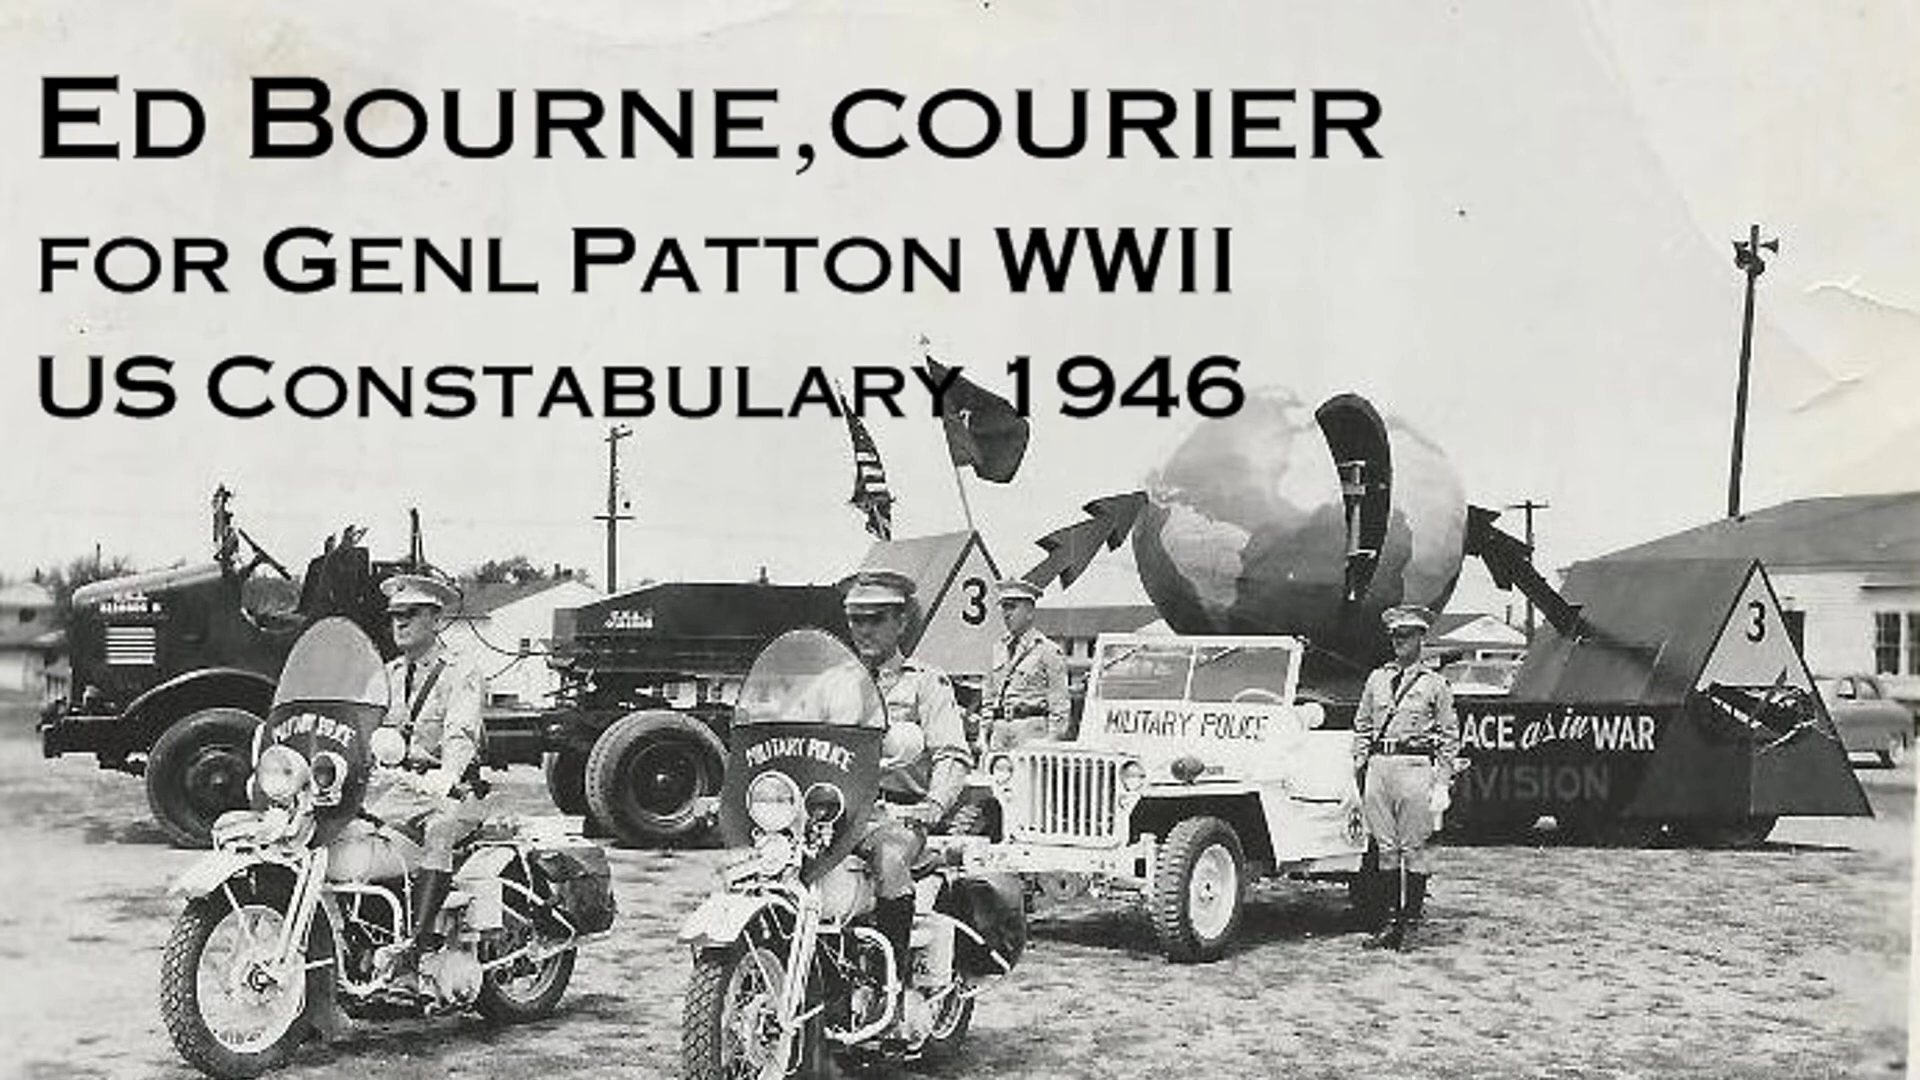 ED BOURNE,COURIER
FOR GENL PATTON WWII
US CONSTABULARY 1946
3
3
MILITARY POLICE
MILITARY POLICE
MILITARY POLICE
ACE as in WAR
VISION